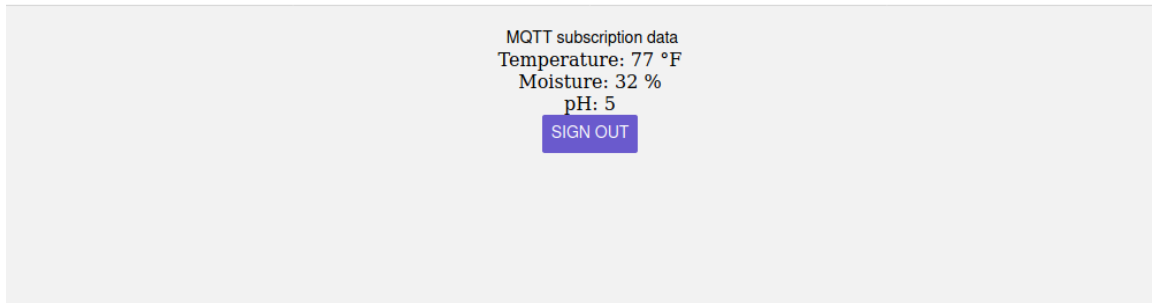 MQTT subscription data
Temperature: 77 °F
Moisture: 32 %
pH: 5
SIGN OUT